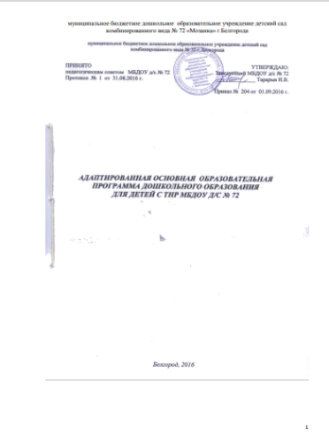 муниципальное бюджетное дошкольное образовательное учреждение детский сад
комбинированного вида № 72 «Мозаика» г.Белгорода
муниципальное бюджетное дошкольное образовательное учреждение детский сад
комбинированного вида № 72 г.Белгорода
ПРИНЯТО
УТВЕРЖДАЮ:
педагогическим советом МБДОУ д/с № 72
Заведующий МБДОУ д/с № 72
Протокол № 1 от 31.08.2016 г.
Тарарая Н.В.
Приказ № 204 от 01.09.2016 г.
АДАПТИРОВАННАЯ ОСНОВНАЯ ОБРАЗОВАТЕЛЬНАЯ
ПРОГРАММА ДОШКОЛЬНОГО ОБРАЗОВАНИЯ
ДЛЯ ДЕТЕЙ С ТНР МБДОУ Д/С № 72
Белгород, 2016
1